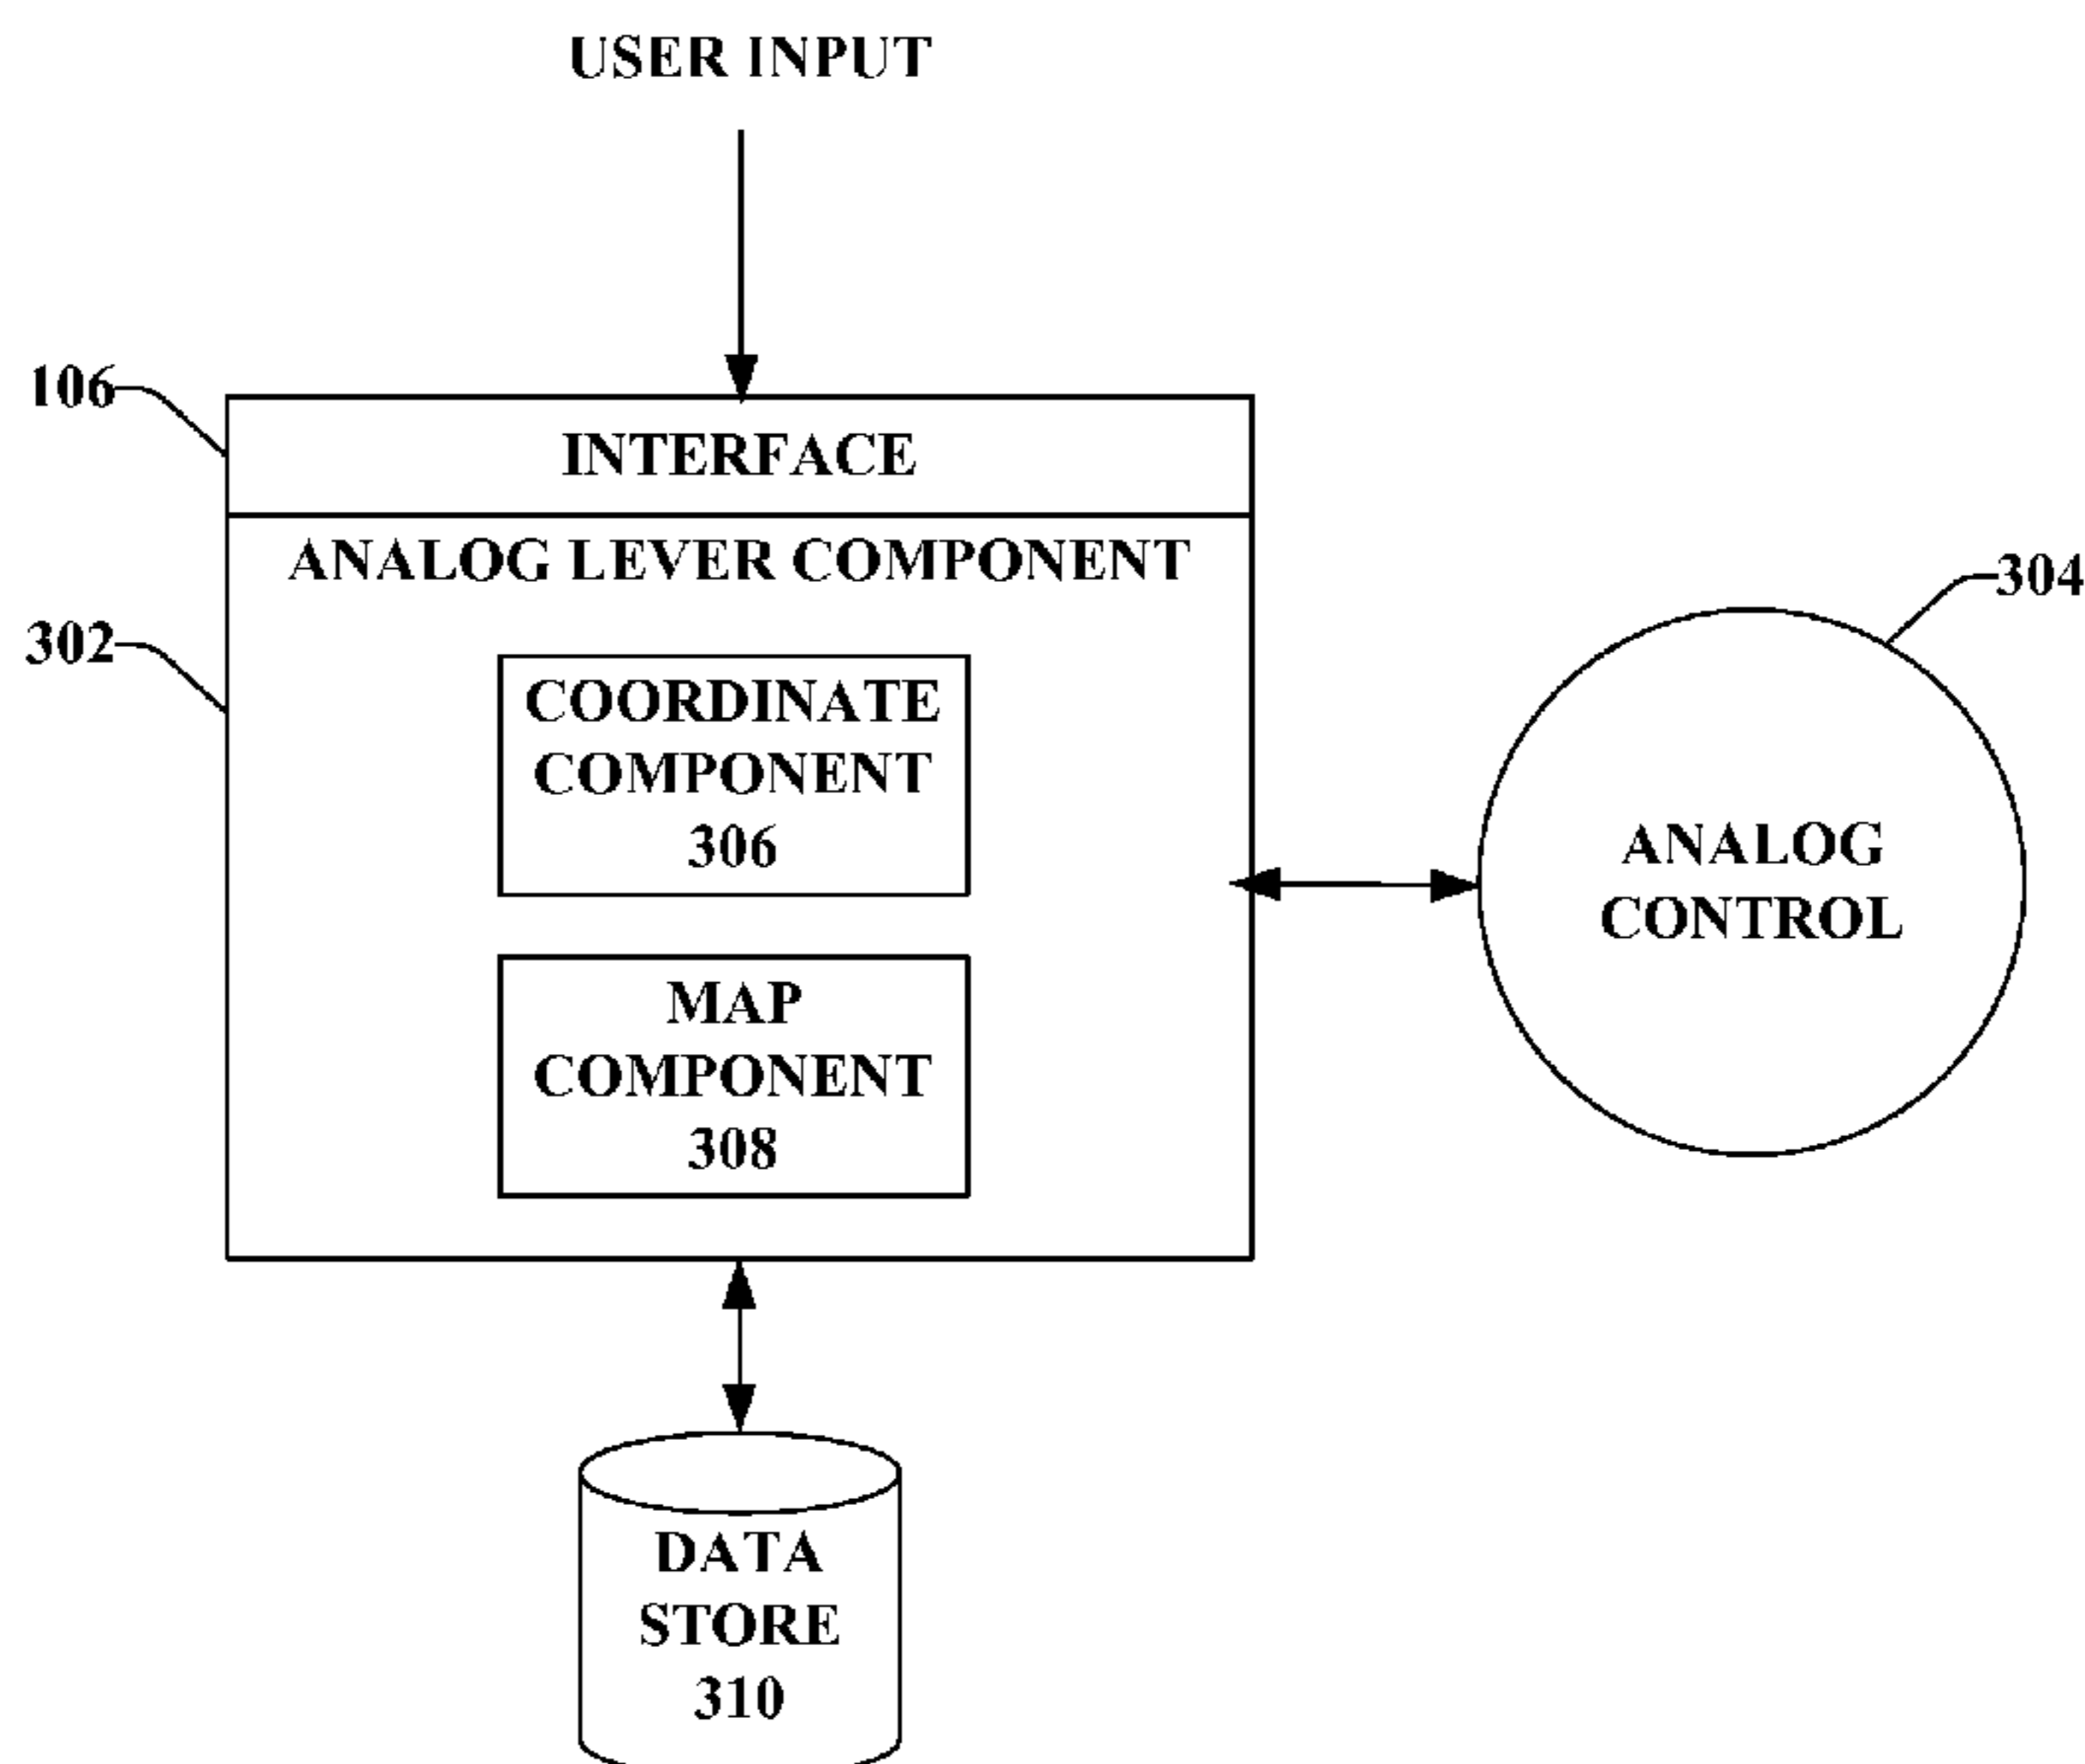 USER INPUT
106
INTERFACE
ANALOG LEVER COMPONENT
304
302
COORDINATE
COMPONENT
306
ANALOG
CONTROL
MAP
COMPONENT
308
DATA
STORE
310